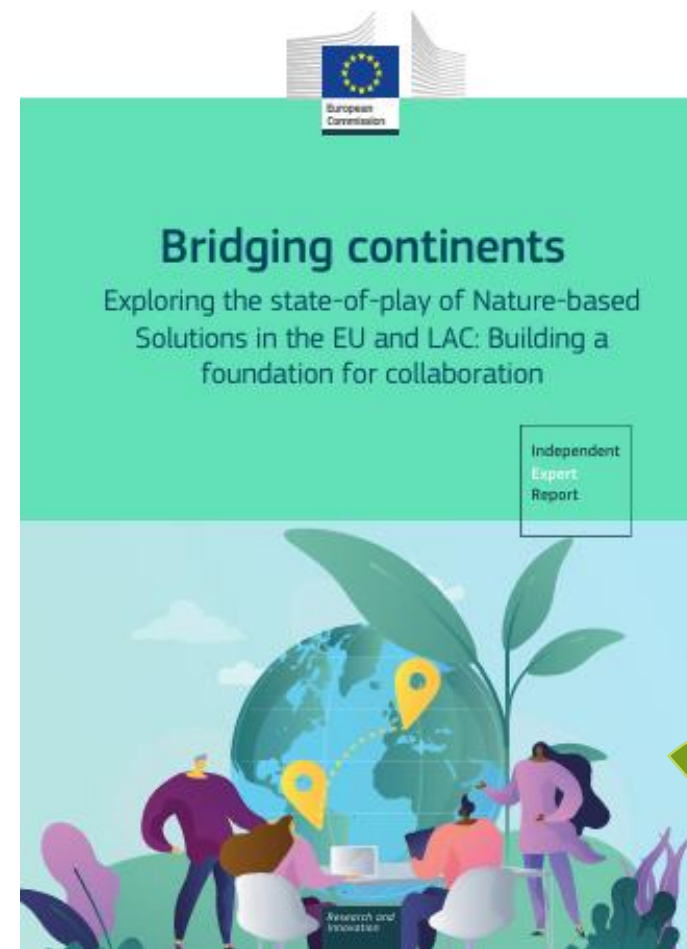 European
Commission
Bridging continents
Exploring the state-of-play of Nature-based
Solutions in the EU and LAC: Building a
foundation for collaboration
Independent
Expert
Report
Research and
Innovation